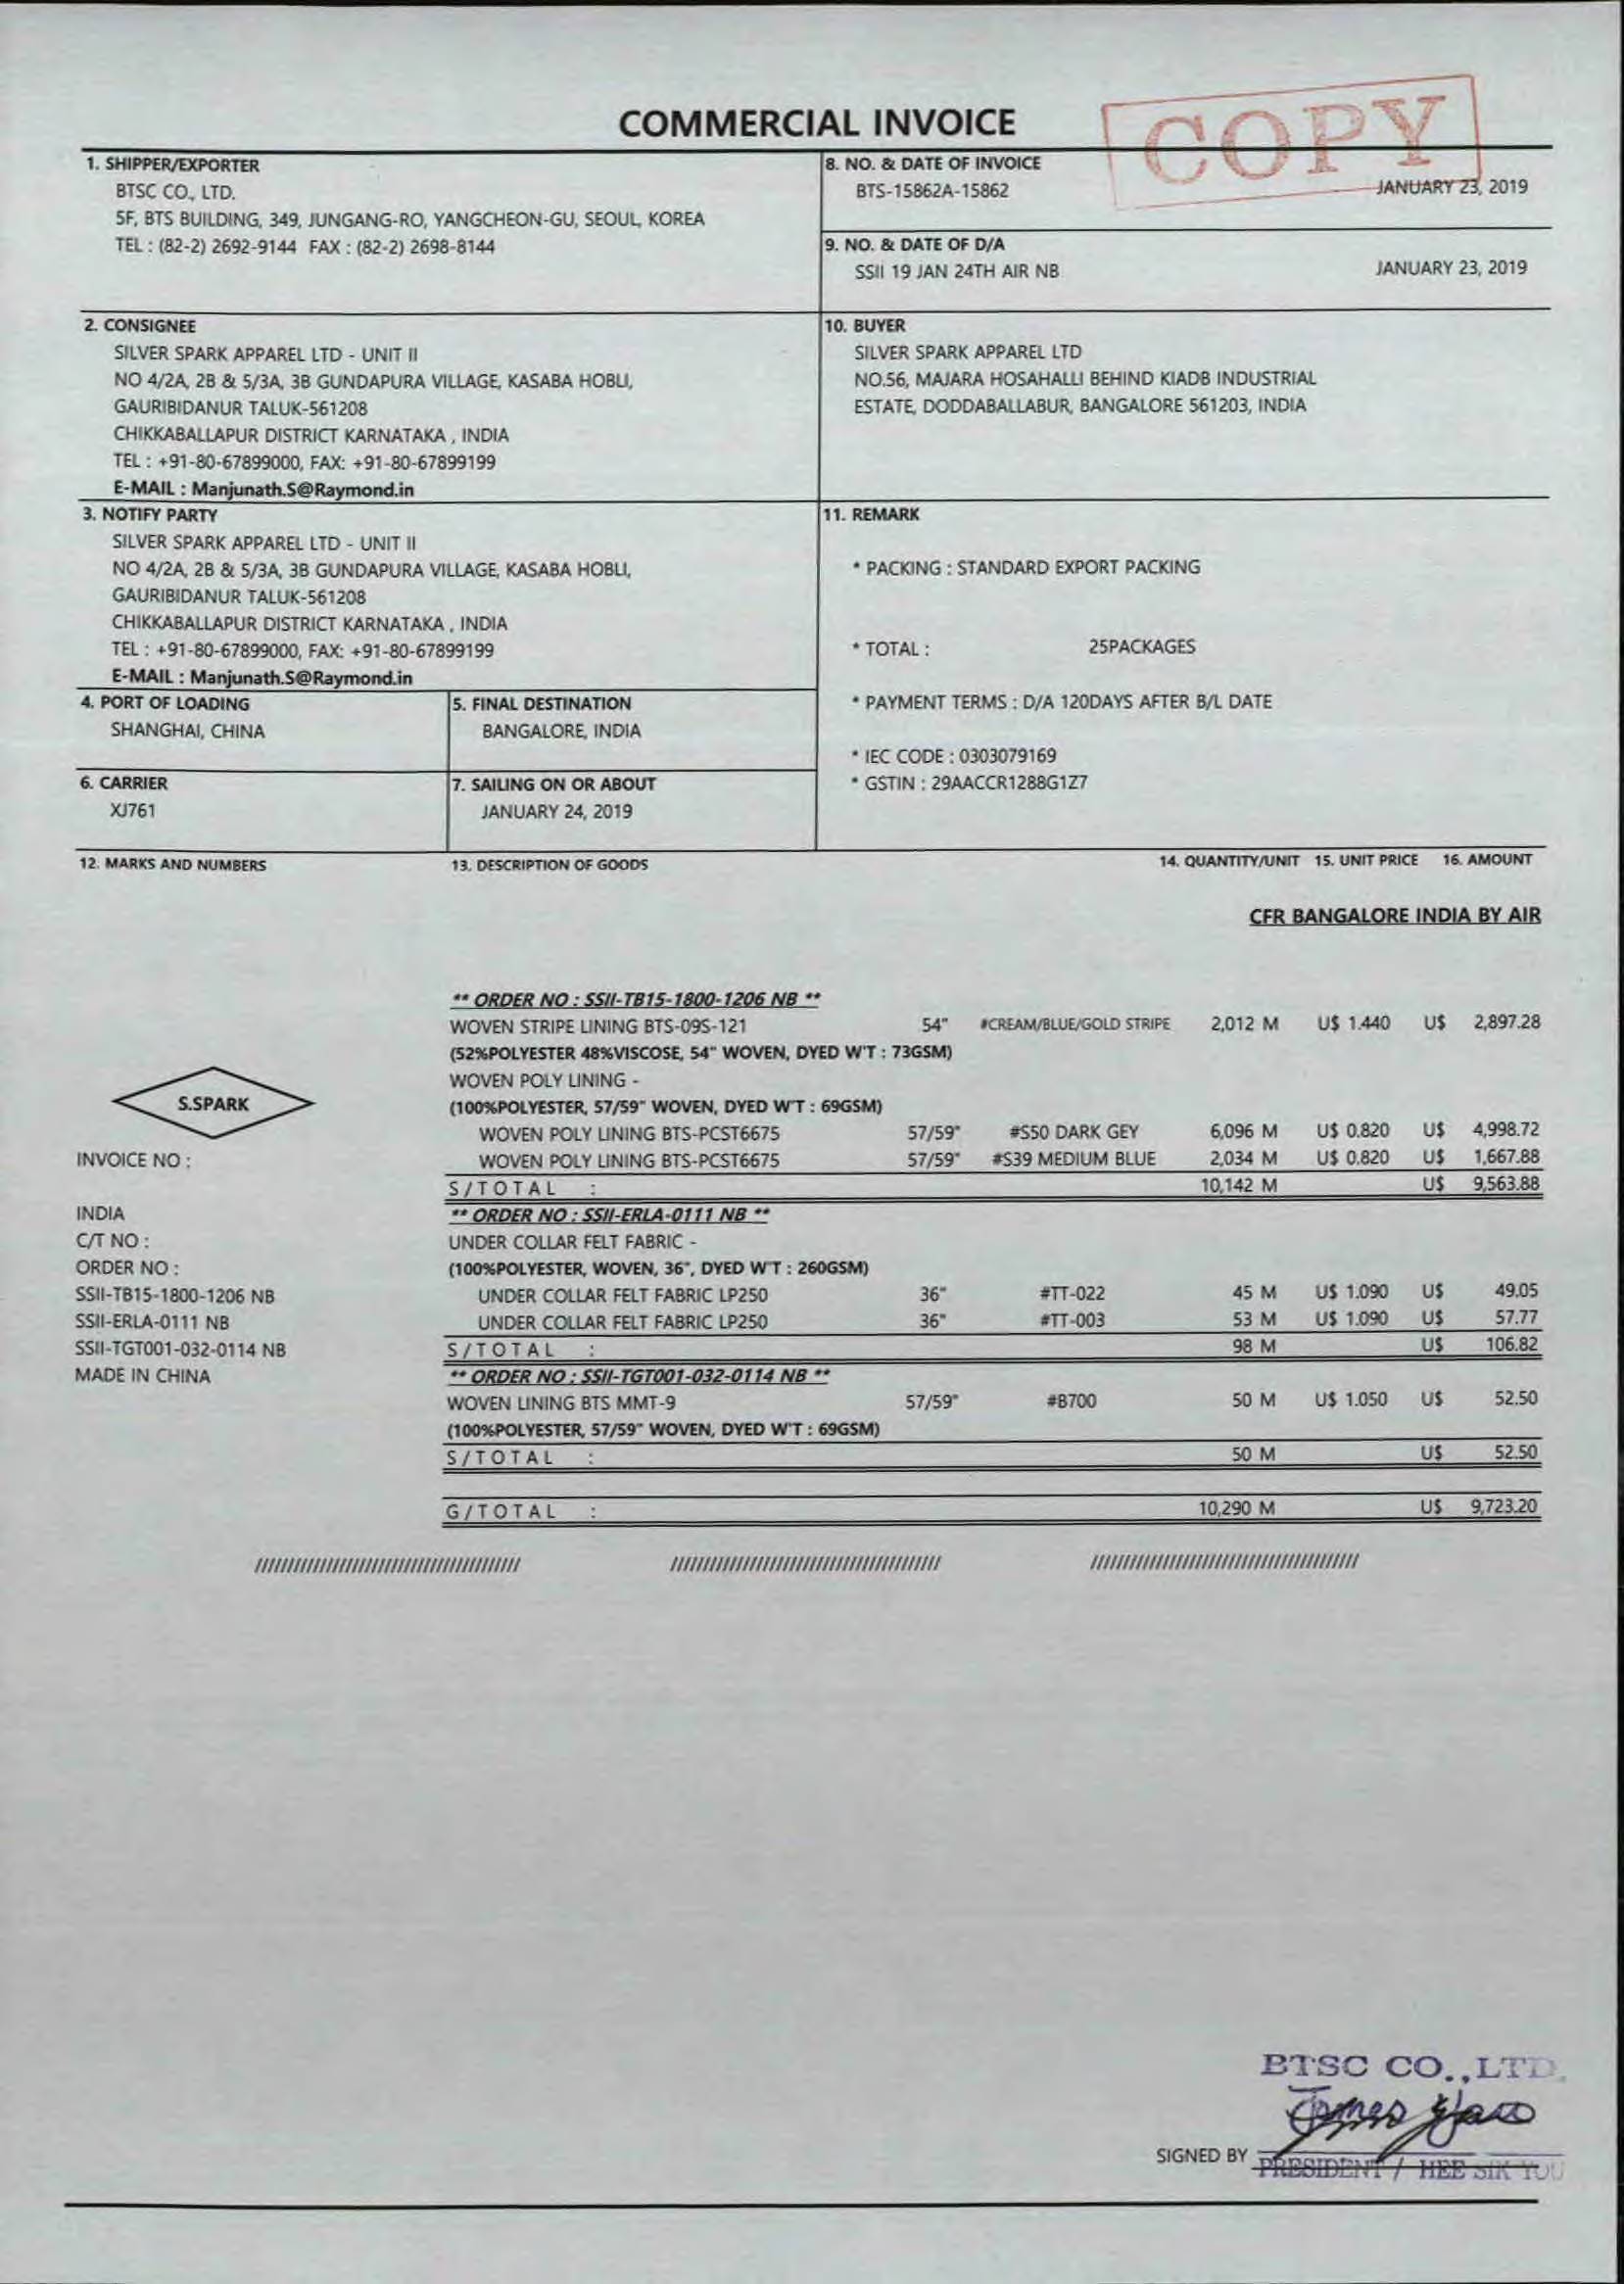 COMMERCIAL INVOICE
COPY
1. SHIPPER/EXPORTER
BTSC CO., LTD.
5F, BTS BUILDING, 349, JUNGANG-RO, YANGCHEON-GU, SEOUL, KOREA
TEL : (82-2) 2692-9144 FAX : (82-2) 2698-8144
8. NO. & DATE OF INVOICE
BTS-15862A-15862 JANUARY 23, 2019
9. NO. & DATE OF D/A
SSII 19 JAN 24TH AIR NB JANUARY 23, 2019
2. CONSIGNEE
SILVER SPARK APPAREL LTD - UNIT II
NO 4/2A, 2B & 5/3A, 3B GUNDAPURA VILLAGE, KASABA HOBLI,
GAURIBIDANUR TALUK-561208
CHIKKABALLAPUR DISTRICT KARNATAKA , INDIA
TEL : +91-80-67899000, FAX: +91-80-67899199
E-MAIL : Manjunath.S@Raymond.in
10. BUYER
SILVER SPARK APPAREL LTD
NO.56, MAJARA HOSAHALLI BEHIND KIADB INDUSTRIAL
ESTATE, DODDABALLABUR, BANGALORE 561203, INDIA
3. NOTIFY PARTY
SILVER SPARK APPAREL LTD - UNIT II
NO 4/2A, 2B & 5/3A, 3B GUNDAPURA VILLAGE, KASABA HOBLI,
GAURIBIDANUR TALUK-561208
CHIKKABALLAPUR DISTRICT KARNATAKA , INDIA
TEL : +91-80-67899000, FAX: +91-80-67899199
E-MAIL : Manjunath.S@Raymond.in
11. REMARK
* PACKING : STANDARD EXPORT PACKING
* TOTAL : 25PACKAGES
* PAYMENT TERMS : D/A 120DAYS AFTER B/L DATE
* IEC CODE : 0303079169
* GSTIN : 29AACCR1288G1Z7
4. PORT OF LOADING
SHANGHAI, CHINA
5. FINAL DESTINATION
BANGALORE, INDIA
6. CARRIER
XJ761
7. SAILING ON OR ABOUT
JANUARY 24, 2019
12. MARKS AND NUMBERS 13. DESCRIPTION OF GOODS 14. QUANTITY/UNIT 15. UNIT PRICE 16. AMOUNT
CFR BANGALORE INDIA BY AIR
S.SPARK
INVOICE NO :
INDIA
C/T NO :
ORDER NO :
SSII-TB15-1800-1206 NB
SSII-ERLA-0111 NB
SSII-TGT001-032-0114 NB
MADE IN CHINA
** ORDER NO : SSII-TB15-1800-1206 NB **
WOVEN STRIPE LINING BTS-09S-121 54" #CREAM/BLUE/GOLD STRIPE 2,012 M U$ 1.440 U$ 2,897.28
(52%POLYESTER 48%VISCOSE, 54" WOVEN, DYED W'T : 73GSM)
WOVEN POLY LINING -
(100%POLYESTER, 57/59" WOVEN, DYED W'T : 69GSM)
WOVEN POLY LINING BTS-PCST6675 57/59" #S50 DARK GEY 6,096 M U$ 0.820 U$ 4,998.72
WOVEN POLY LINING BTS-PCST6675 57/59" #S39 MEDIUM BLUE 2,034 M U$ 0.820 U$ 1,667.88
S/TOTAL : 10,142 M U$ 9,563.88
** ORDER NO : SSII-ERLA-0111 NB **
UNDER COLLAR FELT FABRIC -
(100%POLYESTER, WOVEN, 36", DYED W'T : 260GSM)
UNDER COLLAR FELT FABRIC LP250 36" #TT-022 45 M U$ 1.090 U$ 49.05
UNDER COLLAR FELT FABRIC LP250 36" #TT-003 53 M U$ 1.090 U$ 57.77
S/TOTAL : 98 M U$ 106.82
** ORDER NO : SSII-TGT001-032-0114 NB **
WOVEN LINING BTS MMT-9 57/59" #B700 50 M U$ 1.050 U$ 52.50
(100%POLYESTER, 57/59" WOVEN, DYED W'T : 69GSM)
S/TOTAL : 50 M U$ 52.50
G/TOTAL : 10,290 M U$ 9,723.20
BTSC CO.,LTD.
James
SIGNED BY
PRESIDENT / HEE SIK YOU